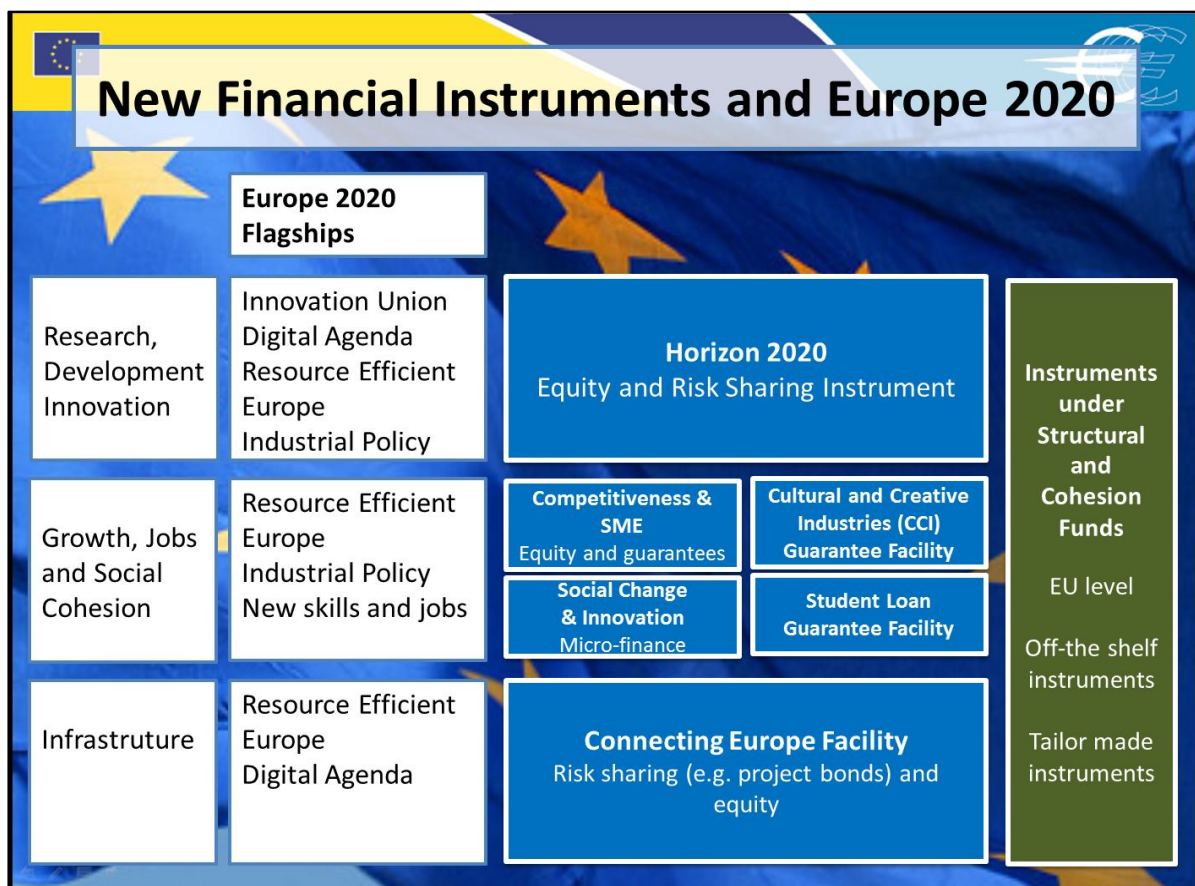 New Financial Instruments and Europe 2020
Europe 2020
Flagships
Research,
Development
Innovation
Innovation Union
Digital Agenda
Resource Efficient
Europe
Industrial Policy
Horizon 2020
Equity and Risk Sharing Instrument
Growth, Jobs
and Social
Cohesion
Resource Efficient
Europe
Industrial Policy
New skills and jobs
Competitiveness &
SME
Equity and guarantees
Cultural and Creative
Industries (CCI)
Guarantee Facility
Social Change
& Innovation
Micro-finance
Student Loan
Guarantee Facility
Infrastruture
Resource Efficient
Europe
Digital Agenda
Connecting Europe Facility
Risk sharing (e.g. project bonds) and
equity
Instruments
under
Structural
and
Cohesion
Funds
EU level
Off-the shelf
instruments
Tailor made
instruments